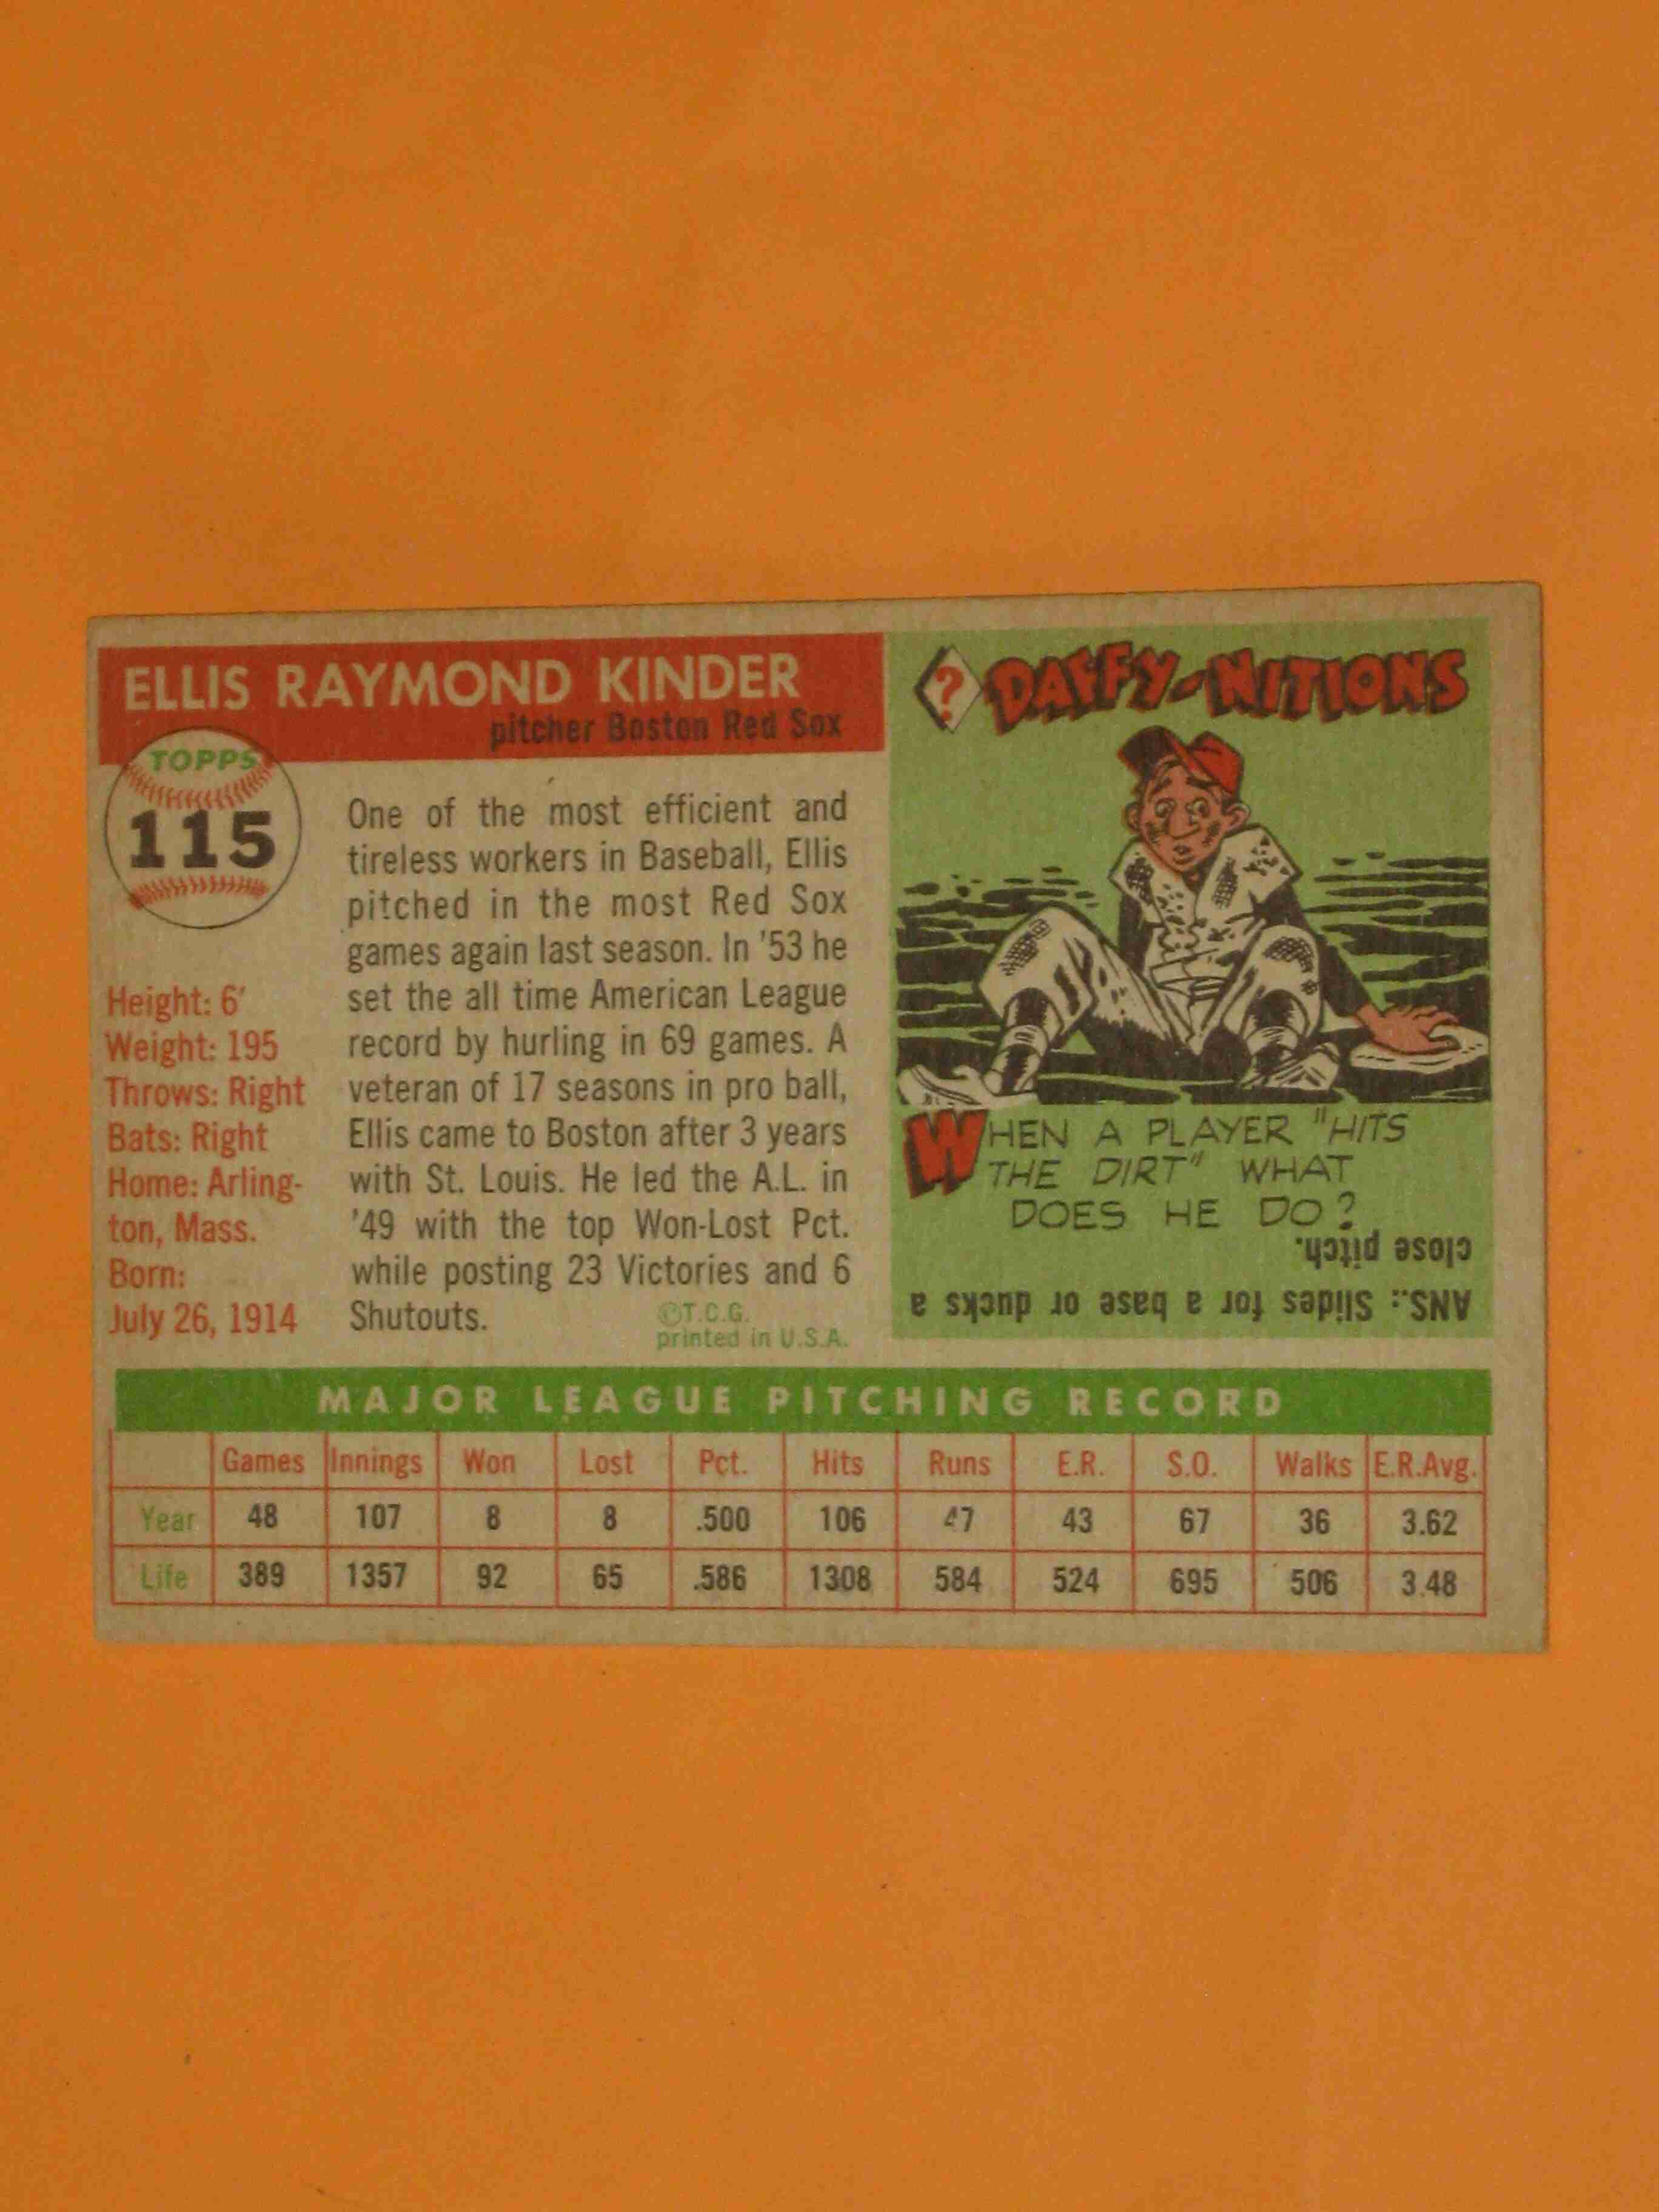 ELLIS RAYMOND KINDER
pitcher Boston Red Sox
TOPPS
115
Height: 6'
Weight: 195
Throws: Right
Bats: Right
Home: Arling-
ton, Mass.
Born:
July 26, 1914
One of the most efficient and
tireless workers in Baseball, Ellis
pitched in the most Red Sox
games again last season. In '53 he
set the all time American League
record by hurling in 69 games. A
veteran of 17 seasons in pro ball,
Ellis came to Boston after 3 years
with St. Louis. He led the A.L. in
'49 with the top Won-Lost Pct.
while posting 23 Victories and 6
Shutouts.
©T.C.G.
printed in U.S.A.
? DAFFY-NITIONS
WHEN A PLAYER "HITS
THE DIRT" WHAT
DOES HE DO?
ANS.: Slides for a base or ducks a
close pitch.
MAJOR LEAGUE PITCHING RECORD
Games Innings Won Lost Pct. Hits Runs E.R. S.O. Walks E.R.Avg.
Year 48 107 8 8 .500 106 47 43 67 36 3.62
Life 389 1357 92 65 .586 1308 584 524 695 506 3.48